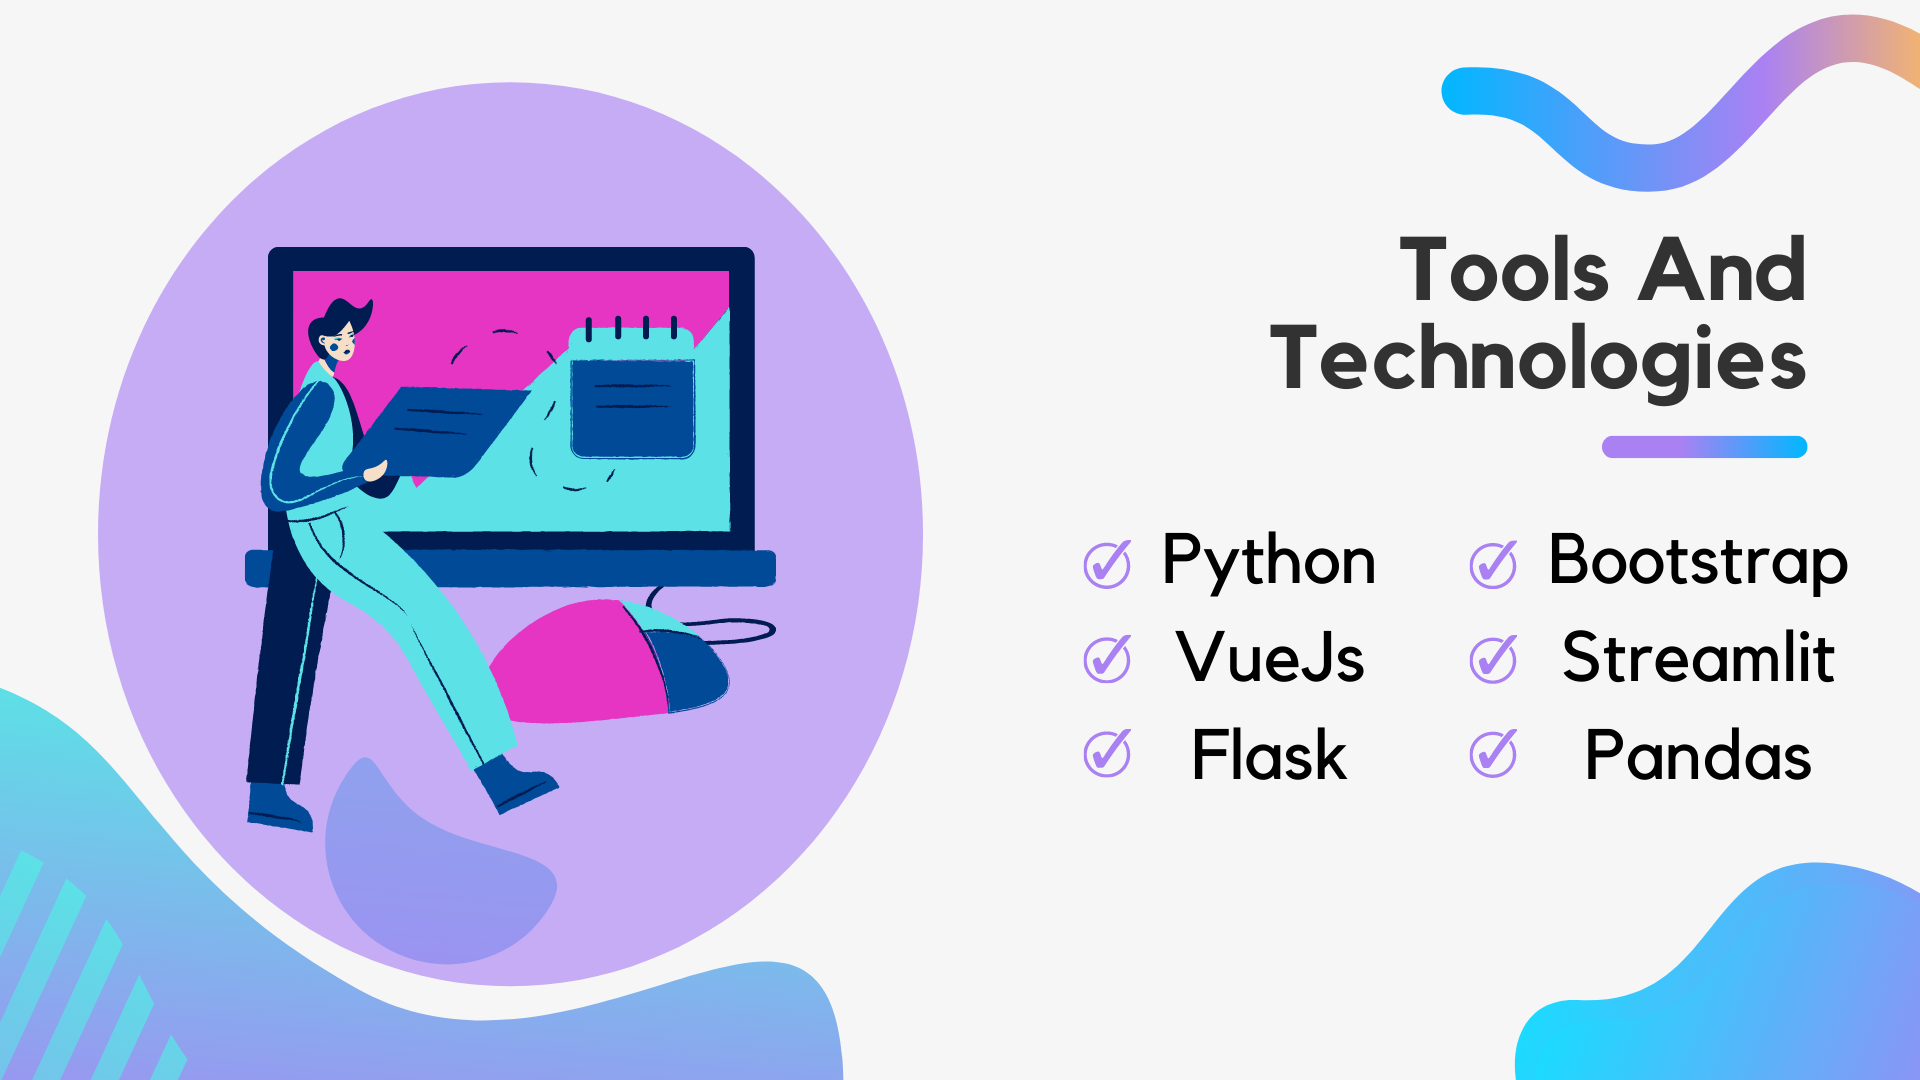 Tools And
Technologies
Python
VueJs
Flask
Bootstrap
Streamlit
Pandas